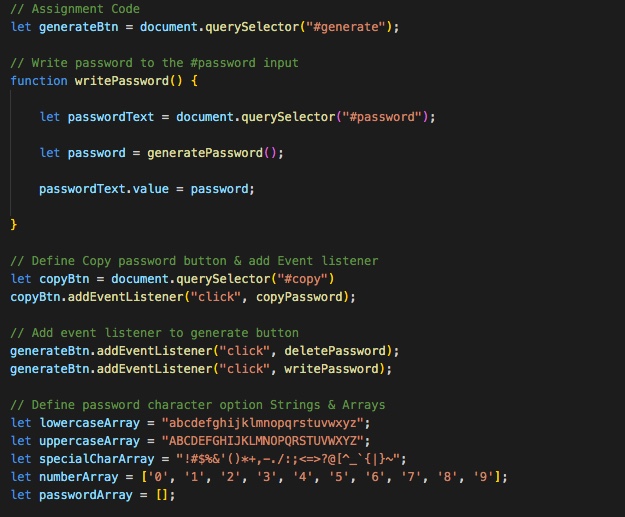 // Assignment Code
let generateBtn = document.querySelector("#generate");
// Write password to the #password input
function writePassword() {
let passwordText = document.querySelector("#password");
let password = generatePassword();
passwordText.value = password;
}
// Define Copy password button & add Event listener
let copyBtn = document.querySelector("#copy")
copyBtn.addEventListener("click", copyPassword);
// Add event listener to generate button
generateBtn.addEventListener("click", deletePassword);
generateBtn.addEventListener("click", writePassword);
// Define password character option Strings & Arrays
let lowercaseArray = "abcdefghijklmnopqrstuvwxyz";
let uppercaseArray = "ABCDEFGHIJKLMNOPQRSTUVWXYZ";
let specialCharArray = "!#$%&'()*+,-./:;<=>?@[^_`{|}~";
let numberArray = ['0', '1', '2', '3', '4', '5', '6', '7', '8', '9'];
let passwordArray = [];